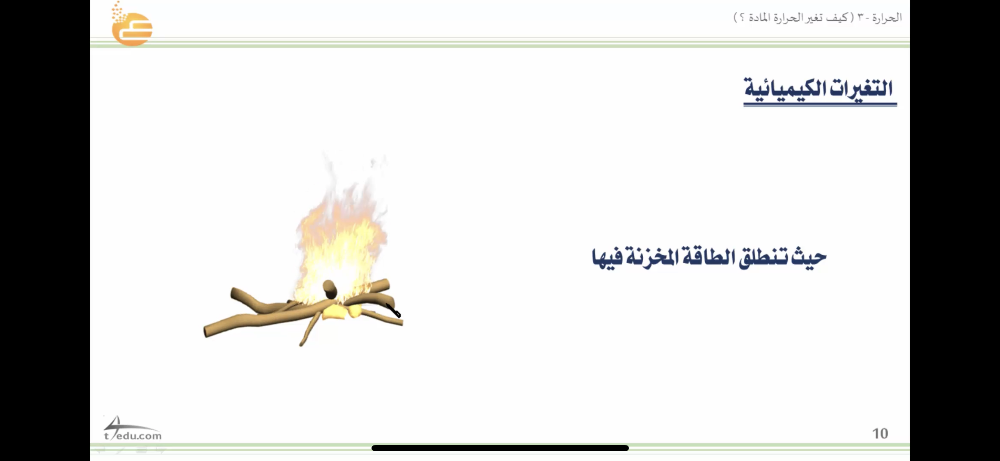 الحرارة - ٣ ( كيف تغير الحرارة المادة ؟ )
التغيرات الكيميائية
حيث تنطلق الطاقة المخزنة فيها
t4edu.com
10